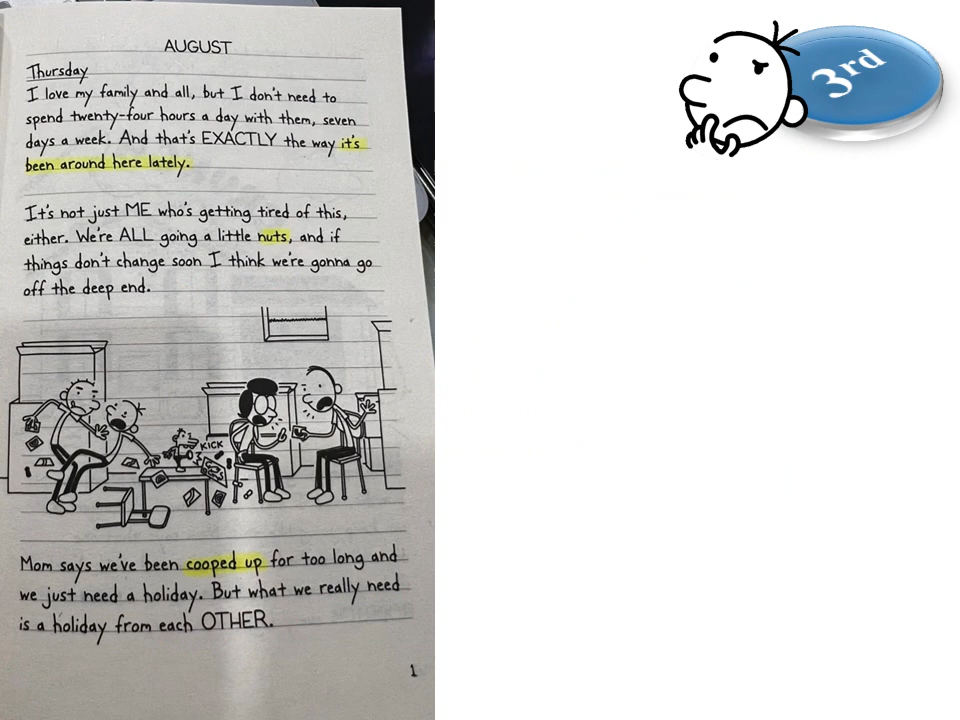 AUGUST
Thursday
I love my family and all, but I don't need to
spend twenty-four hours a day with them, seven
days a week. And that's EXACTLY the way it's
been around here lately.
It's not just ME who's getting tired of this,
either. We're ALL going a little nuts, and if
things don't change soon I think we're gonna go
off the deep end.
KICK
Mom says we've been cooped up for too long and
we just need a holiday. But what we really need
is a holiday from each OTHER.
1
3rd